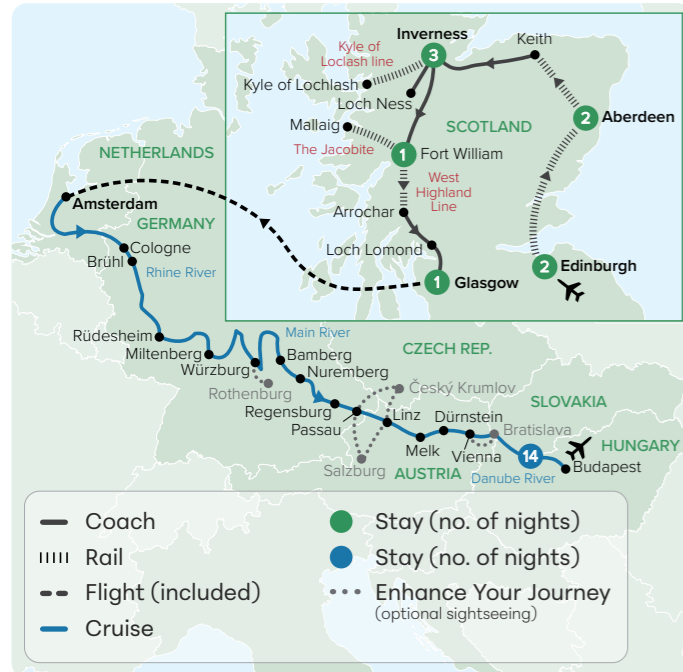 Inverness
Keith
Kyle of
Loclash line
3
Kyle of Lochlash
Loch Ness
Mallaig
SCOTLAND
2
Aberdeen
The Jacobite
1
Fort William
West
Highland
Line
Arrochar
Loch Lomond
2
Edinburgh
1
Glasgow
NETHERLANDS
Amsterdam
GERMANY
Cologne
Brühl
Rhine River
Rüdesheim
Main River
Miltenberg
Bamberg
CZECH REP.
Würzburg
Nuremberg
Rothenburg
Český Krumlov
Regensburg
SLOVAKIA
Passau
Linz
Dürnstein
Bratislava
HUNGARY
Salzburg
Melk
Vienna
14
AUSTRIA
Danube River
Budapest
Coach
Rail
Flight (included)
Cruise
Stay (no. of nights)
Stay (no. of nights)
Enhance Your Journey
(optional sightseeing)